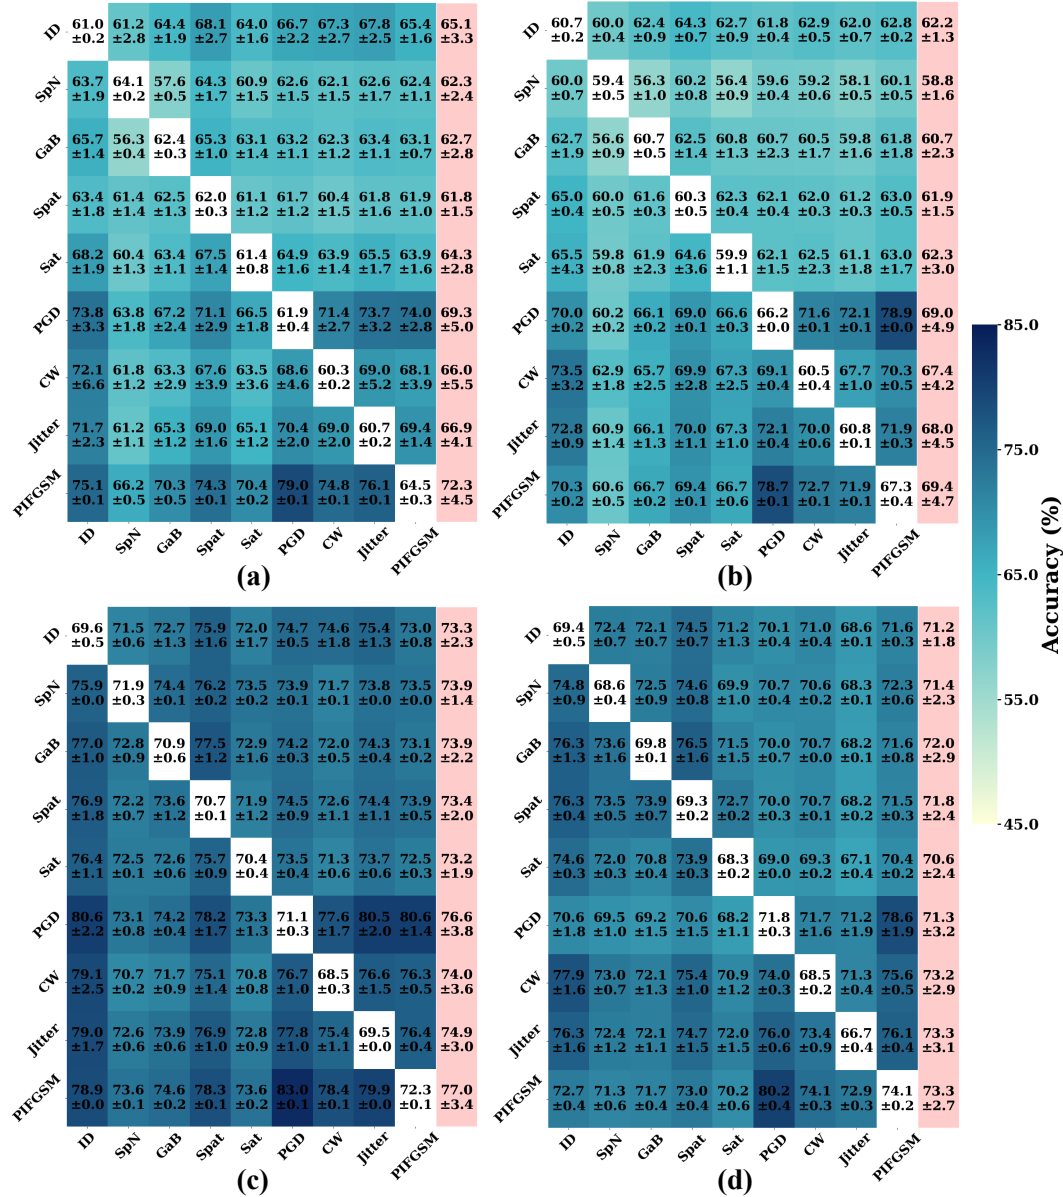 ID 61.0 61.2 64.4 68.1 64.0 66.7 67.3 67.8 65.4 65.1
±0.2 ±2.8 ±1.9 ±2.7 ±1.6 ±2.2 ±2.7 ±2.5 ±1.6 ±3.3
SpN 63.7 64.1 57.6 64.3 60.9 62.6 62.1 62.6 62.4 62.3
±1.9 ±0.2 ±0.5 ±1.7 ±1.5 ±1.5 ±1.5 ±1.5 ±1.1 ±2.4
GaB 65.7 56.3 62.4 65.3 63.1 63.2 62.3 63.4 63.1 62.7
±1.4 ±0.4 ±0.3 ±1.0 ±1.4 ±1.1 ±1.2 ±1.1 ±0.7 ±2.8
Spat 63.4 61.4 62.5 62.0 61.1 61.7 60.4 61.8 61.9 61.8
±1.8 ±1.4 ±1.3 ±0.3 ±1.2 ±1.2 ±1.5 ±1.6 ±1.0 ±1.5
Sat 68.2 60.4 63.4 67.5 61.4 64.9 63.9 65.5 63.9 64.3
±1.9 ±1.3 ±1.1 ±1.4 ±0.8 ±1.6 ±1.4 ±1.7 ±1.6 ±2.8
PGD 73.8 63.8 67.2 71.1 66.5 61.9 71.4 73.7 74.0 69.3
±3.3 ±1.8 ±2.4 ±2.9 ±1.8 ±0.4 ±2.7 ±3.2 ±2.8 ±5.0
CW 72.1 61.8 63.3 67.6 63.5 68.6 60.3 69.0 68.1 66.0
±6.6 ±1.2 ±2.9 ±3.9 ±3.6 ±4.6 ±0.2 ±5.2 ±3.9 ±5.5
Jitter 71.7 61.2 65.3 69.0 65.1 70.4 69.0 60.7 69.4 66.9
±2.3 ±1.1 ±1.2 ±1.6 ±1.2 ±2.0 ±2.0 ±0.2 ±1.4 ±4.1
PIFGSM 75.1 66.2 70.3 74.3 70.4 79.0 74.8 76.1 64.5 72.3
±0.1 ±0.5 ±0.5 ±0.1 ±0.2 ±0.1 ±0.1 ±0.1 ±0.3 ±4.5
ID SpN GaB Spat Sat PGD CW Jitter PIFGSM
(a)
ID 60.7 60.0 62.4 64.3 62.7 61.8 62.9 62.0 62.8 62.2
±0.2 ±0.4 ±0.9 ±0.7 ±0.9 ±0.4 ±0.5 ±0.7 ±0.2 ±1.3
SpN 60.0 59.4 56.3 60.2 56.4 59.6 59.2 58.1 60.1 58.8
±0.7 ±0.5 ±1.0 ±0.8 ±0.9 ±0.4 ±0.6 ±0.5 ±0.5 ±1.6
GaB 62.7 56.6 60.7 62.5 60.8 60.7 60.5 59.8 61.8 60.7
±1.9 ±0.9 ±0.5 ±1.4 ±1.3 ±2.3 ±1.7 ±1.6 ±1.8 ±2.3
Spat 65.0 60.0 61.6 60.3 62.3 62.1 62.0 61.2 63.0 61.9
±0.4 ±0.5 ±0.3 ±0.5 ±0.4 ±0.4 ±0.3 ±0.3 ±0.5 ±1.5
Sat 65.5 59.8 61.9 64.6 59.9 62.1 62.5 61.1 63.0 62.3
±4.3 ±0.8 ±2.3 ±3.6 ±1.1 ±1.5 ±2.3 ±1.8 ±1.7 ±3.0
PGD 70.0 60.2 66.1 69.0 66.6 66.2 71.6 72.1 78.9 69.0
±0.2 ±0.2 ±0.2 ±0.1 ±0.3 ±0.0 ±0.1 ±0.1 ±0.0 ±4.9
CW 73.5 62.9 65.7 69.9 67.3 69.1 60.5 67.7 70.3 67.4
±3.2 ±1.8 ±2.5 ±2.8 ±2.5 ±0.4 ±0.4 ±1.0 ±0.5 ±4.2
Jitter 72.8 60.9 66.1 70.0 67.3 72.1 70.0 60.8 71.9 68.0
±0.9 ±1.4 ±1.3 ±1.1 ±1.0 ±0.4 ±0.6 ±0.1 ±0.3 ±4.5
PIFGSM 70.3 60.6 66.7 69.4 66.7 78.7 72.7 71.9 67.3 69.4
±0.2 ±0.5 ±0.2 ±0.1 ±0.6 ±0.1 ±0.1 ±0.1 ±0.4 ±4.7
ID SpN GaB Spat Sat PGD CW Jitter PIFGSM
(b)
ID 69.6 71.5 72.7 75.9 72.0 74.7 74.6 75.4 73.0 73.3
±0.5 ±0.6 ±1.3 ±1.6 ±1.7 ±0.5 ±1.8 ±1.3 ±0.8 ±2.3
SpN 75.9 71.9 74.4 76.2 73.5 73.9 71.7 73.8 73.5 73.9
±0.0 ±0.3 ±0.1 ±0.2 ±0.2 ±0.1 ±0.1 ±0.0 ±0.0 ±1.4
GaB 77.0 72.8 70.9 77.5 72.9 74.2 72.0 74.3 73.1 73.9
±1.0 ±0.9 ±0.6 ±1.2 ±1.6 ±0.3 ±0.5 ±0.4 ±0.2 ±2.2
Spat 76.9 72.2 73.6 70.7 71.9 74.5 72.6 74.4 73.9 73.4
±1.8 ±0.7 ±1.2 ±0.1 ±1.2 ±0.9 ±1.1 ±1.1 ±0.5 ±2.0
Sat 76.4 72.5 72.6 75.7 70.4 73.5 71.3 73.7 72.5 73.2
±1.1 ±0.1 ±0.6 ±0.9 ±0.4 ±0.4 ±0.6 ±0.6 ±0.3 ±1.9
PGD 80.6 73.1 74.2 78.2 73.3 71.1 77.6 80.5 80.6 76.6
±2.2 ±0.8 ±0.4 ±1.7 ±1.3 ±0.3 ±1.7 ±2.0 ±1.4 ±3.8
CW 79.1 70.7 71.7 75.1 70.8 76.7 68.5 76.6 76.3 74.0
±2.5 ±0.2 ±0.9 ±1.4 ±0.8 ±1.0 ±0.3 ±1.5 ±0.5 ±3.6
Jitter 79.0 72.6 73.9 76.9 72.8 77.8 75.4 69.5 76.4 74.9
±1.7 ±0.6 ±0.6 ±1.0 ±0.9 ±1.0 ±1.1 ±0.0 ±0.4 ±3.0
PIFGSM 78.9 73.6 74.6 78.3 73.6 83.0 78.4 79.9 72.3 77.0
±0.0 ±0.1 ±0.2 ±0.1 ±0.2 ±0.1 ±0.1 ±0.0 ±0.1 ±3.4
ID SpN GaB Spat Sat PGD CW Jitter PIFGSM
(c)
ID 69.4 72.4 72.1 74.5 71.2 70.1 71.0 68.6 71.6 71.2
±0.5 ±0.7 ±0.7 ±0.7 ±1.3 ±0.4 ±0.4 ±0.1 ±0.3 ±1.8
SpN 74.8 68.6 72.5 74.6 69.9 70.7 70.6 68.3 72.3 71.4
±0.9 ±0.4 ±0.9 ±0.8 ±1.0 ±0.4 ±0.2 ±0.1 ±0.6 ±2.3
GaB 76.3 73.6 69.8 76.5 71.5 70.0 70.7 68.2 71.6 72.0
±1.3 ±1.6 ±0.1 ±1.6 ±1.5 ±0.7 ±0.0 ±0.1 ±0.8 ±2.9
Spat 76.3 73.5 73.9 69.3 72.7 70.0 70.7 68.2 71.5 71.8
±0.4 ±0.5 ±0.7 ±0.2 ±0.2 ±0.3 ±0.1 ±0.2 ±0.3 ±2.4
Sat 74.6 72.0 70.8 73.9 68.3 69.0 69.3 67.1 70.4 70.6
±0.3 ±0.3 ±0.3 ±0.3 ±0.2 ±0.0 ±0.2 ±0.4 ±0.2 ±2.4
PGD 70.6 69.5 69.2 70.6 68.2 71.8 71.7 71.2 78.6 71.3
±1.8 ±1.0 ±1.5 ±1.5 ±1.1 ±0.3 ±1.6 ±1.9 ±1.9 ±3.2
CW 77.9 73.0 72.1 75.4 70.9 74.0 68.5 71.3 75.6 73.2
±1.6 ±0.7 ±1.3 ±1.0 ±1.2 ±0.3 ±0.2 ±0.4 ±0.5 ±2.9
Jitter 76.3 72.4 72.1 74.7 72.0 76.0 73.4 66.7 76.1 73.3
±1.6 ±1.2 ±1.1 ±1.5 ±1.5 ±0.6 ±0.9 ±0.4 ±0.4 ±3.1
PIFGSM 72.7 71.3 71.7 73.0 70.2 80.2 74.1 72.9 74.1 73.3
±0.4 ±0.6 ±0.4 ±0.4 ±0.6 ±0.4 ±0.3 ±0.3 ±0.2 ±2.7
ID SpN GaB Spat Sat PGD CW Jitter PIFGSM
(d)
85.0
75.0
65.0
55.0
45.0
Accuracy (%)